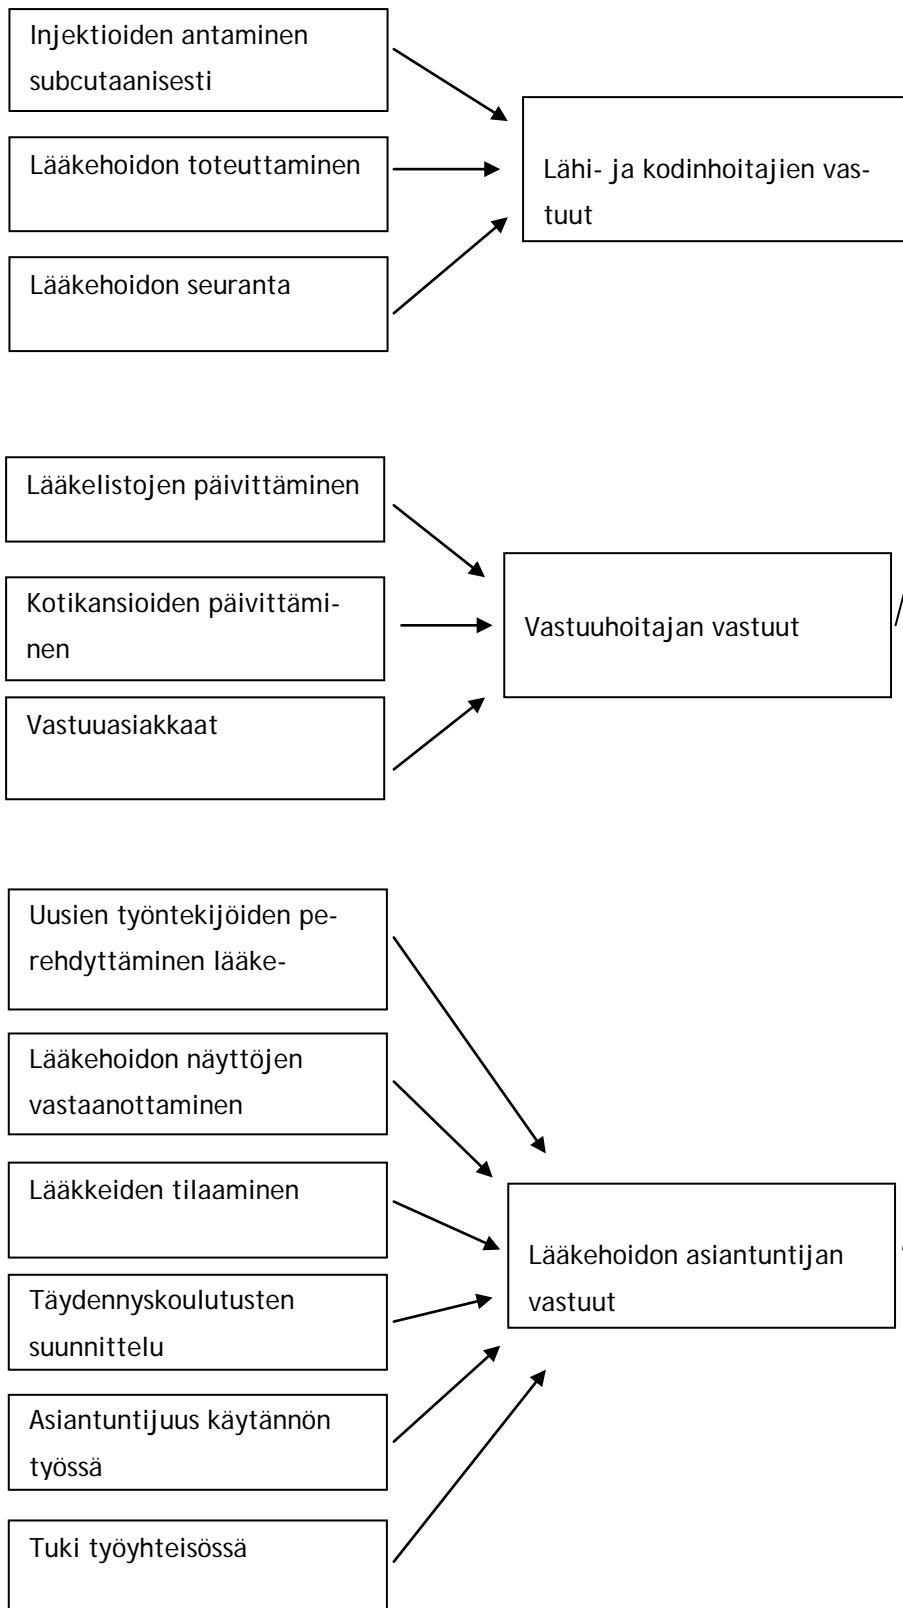 Injektioiden antaminen
subcutaanisesti
Lääkehoidon toteuttaminen
Lääkehoidon seuranta
Lähi- ja kodinhoitajien vas-
tuut
Lääkelistojen päivittäminen
Kotikansioiden päivittämi-
nen
Vastuuasiakkaat
Vastuuhoitajan vastuut
Uusien työntekijöiden pe-
rehdyttäminen lääke-
Lääkehoidon näyttöjen
vastaanottaminen
Lääkkeiden tilaaminen
Täydennyskoulutusten
suunnittelu
Asiantuntijuus käytännön
työssä
Tuki työyhteisössä
Lääkehoidon asiantuntijan
vastuut